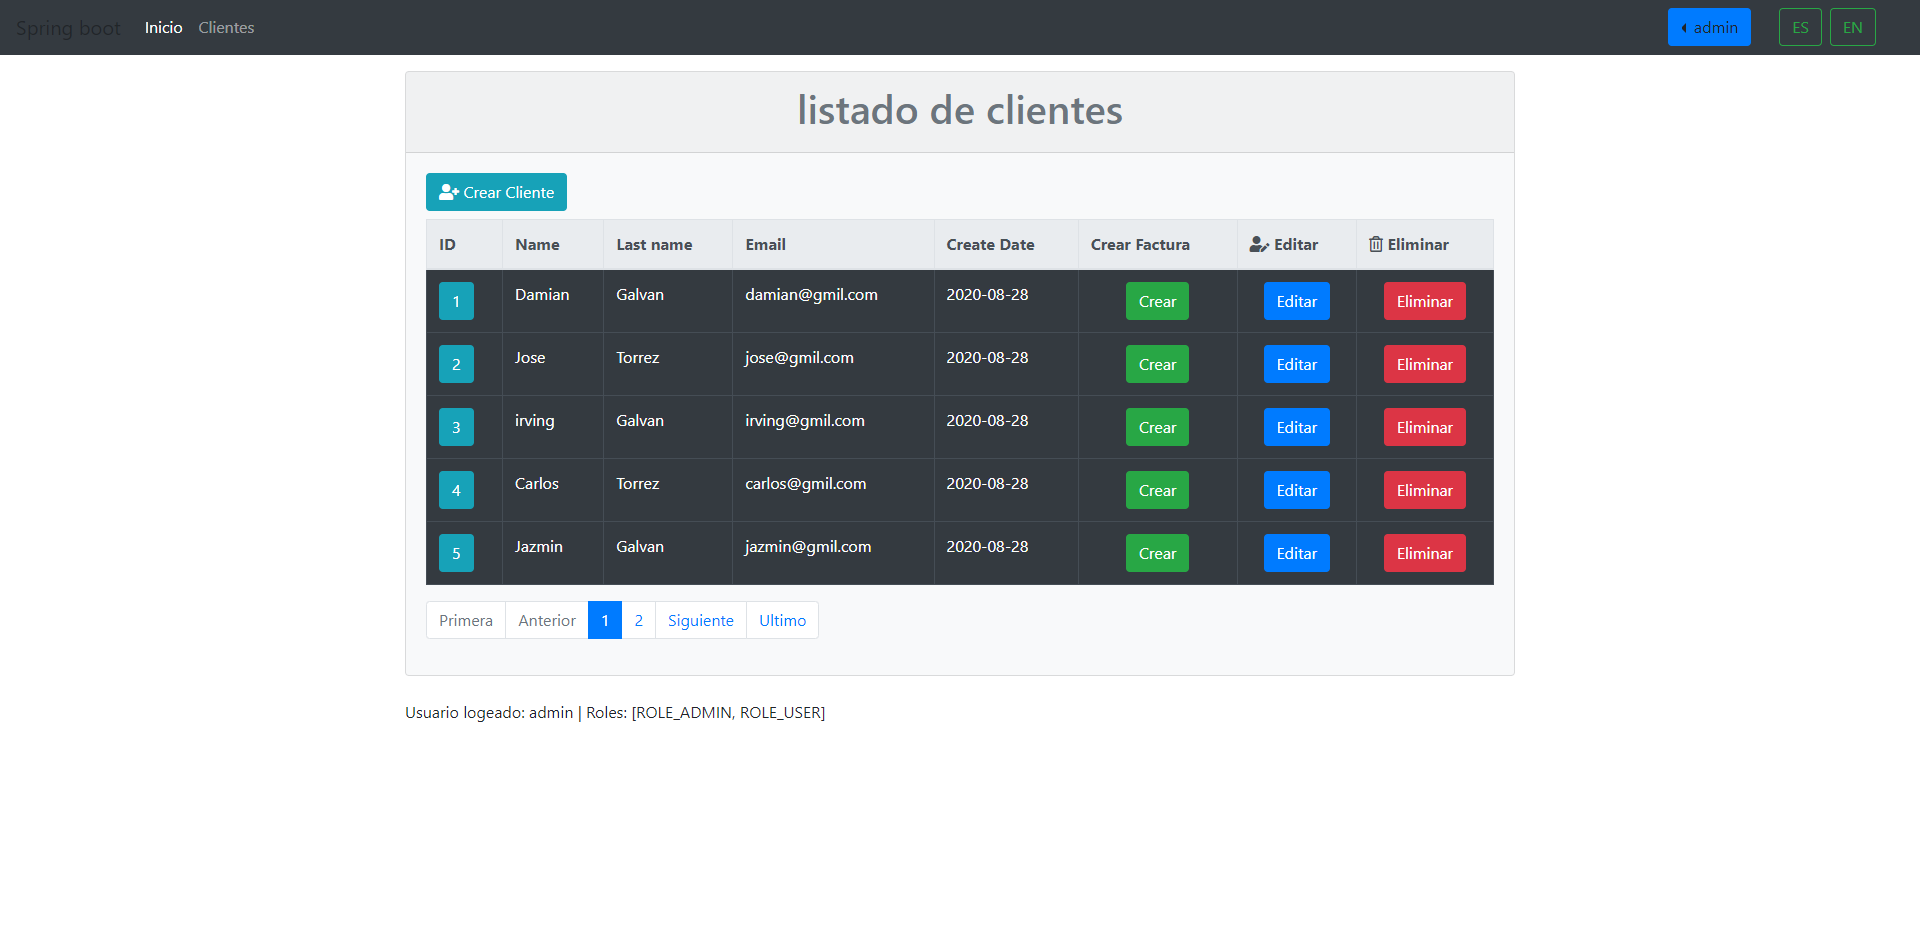 Spring boot Inicio Clientes admin ES EN
listado de clientes
Crear Cliente
ID Name Last name Email Create Date Crear Factura Editar Eliminar
1 Damian Galvan damian@gmil.com 2020-08-28 Crear Editar Eliminar
2 Jose Torrez jose@gmil.com 2020-08-28 Crear Editar Eliminar
3 irving Galvan irving@gmil.com 2020-08-28 Crear Editar Eliminar
4 Carlos Torrez carlos@gmil.com 2020-08-28 Crear Editar Eliminar
5 Jazmin Galvan jazmin@gmil.com 2020-08-28 Crear Editar Eliminar
Primera Anterior 1 2 Siguiente Ultimo
Usuario logeado: admin | Roles: [ROLE_ADMIN, ROLE_USER]